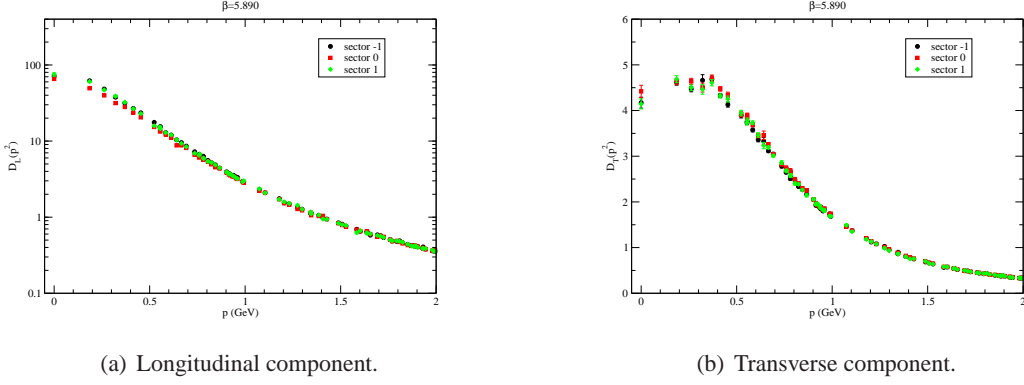 β=5.890
D_L(p²)
100
10
1
0.1
sector -1
sector 0
sector 1
0 0.5 1 1.5 2
p (GeV)
(a) Longitudinal component.
β=5.890
D_T(p²)
6
5
4
3
2
1
0
sector -1
sector 0
sector 1
0 0.5 1 1.5 2
p (GeV)
(b) Transverse component.